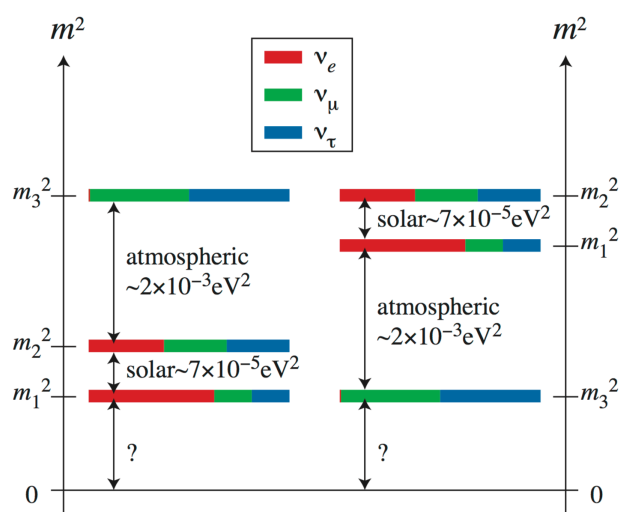 m²
m²
νe
νμ
ντ
m₃²
m₂²
solar~7×10⁻⁵eV²
m₁²
atmospheric
~2×10⁻³eV²
atmospheric
~2×10⁻³eV²
m₂²
solar~7×10⁻⁵eV²
m₁²
m₃²
?
?
0
0